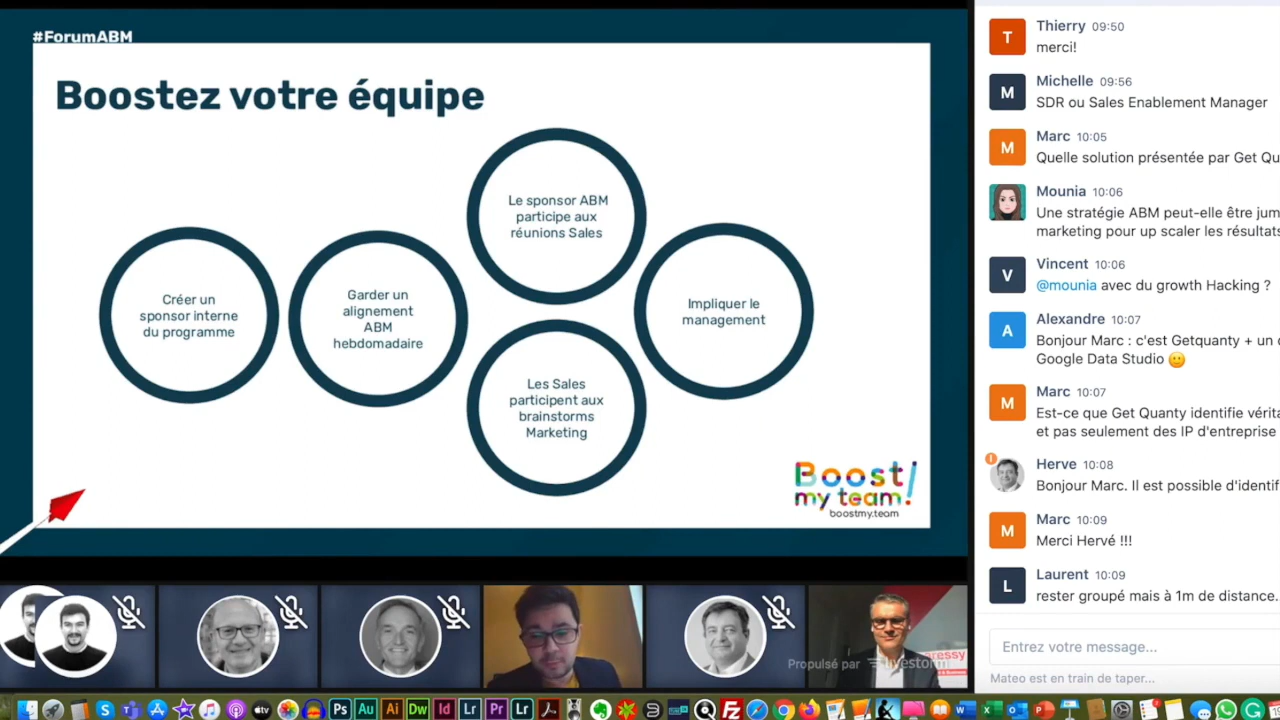 #ForumABM
Boostez votre équipe
Créer un
sponsor interne
du programme
Garder un
alignement
ABM
hebdomadaire
Le sponsor ABM
participe aux
réunions Sales
Les Sales
participent aux
brainstorms
Marketing
Impliquer le
management
Boost
my team!
boostmy.team
Propulsé par livestorm
Thierry 09:50
merci!
Michelle 09:56
SDR ou Sales Enablement Manager
Marc 10:05
Quelle solution présentée par Get Qu
Mounia 10:06
Une stratégie ABM peut-elle être jum
marketing pour up scaler les résultats
Vincent 10:06
@mounia avec du growth Hacking ?
Alexandre 10:07
Bonjour Marc : c'est Getquanty + un
Google Data Studio
Marc 10:07
Est-ce que Get Quanty identifie vérita
et pas seulement des IP d'entreprise
Herve 10:08
Bonjour Marc. Il est possible d'identif
Marc 10:09
Merci Hervé !!!
Laurent 10:09
rester groupé mais à 1m de distance.
Entrez votre message...
Mateo est en train de taper...